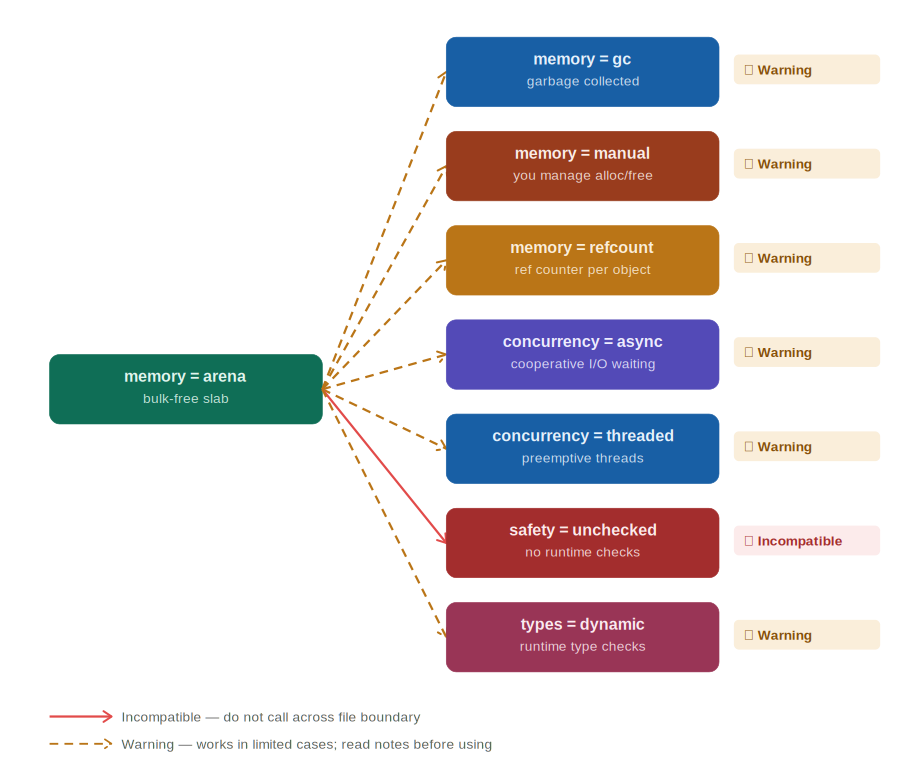 memory = gc
garbage collected
Warning
memory = manual
you manage alloc/free
Warning
memory = refcount
ref counter per object
Warning
concurrency = async
cooperative I/O waiting
Warning
memory = arena
bulk-free slab
concurrency = threaded
preemptive threads
Warning
safety = unchecked
no runtime checks
Incompatible
types = dynamic
runtime type checks
Warning
Incompatible — do not call across file boundary
Warning — works in limited cases; read notes before using